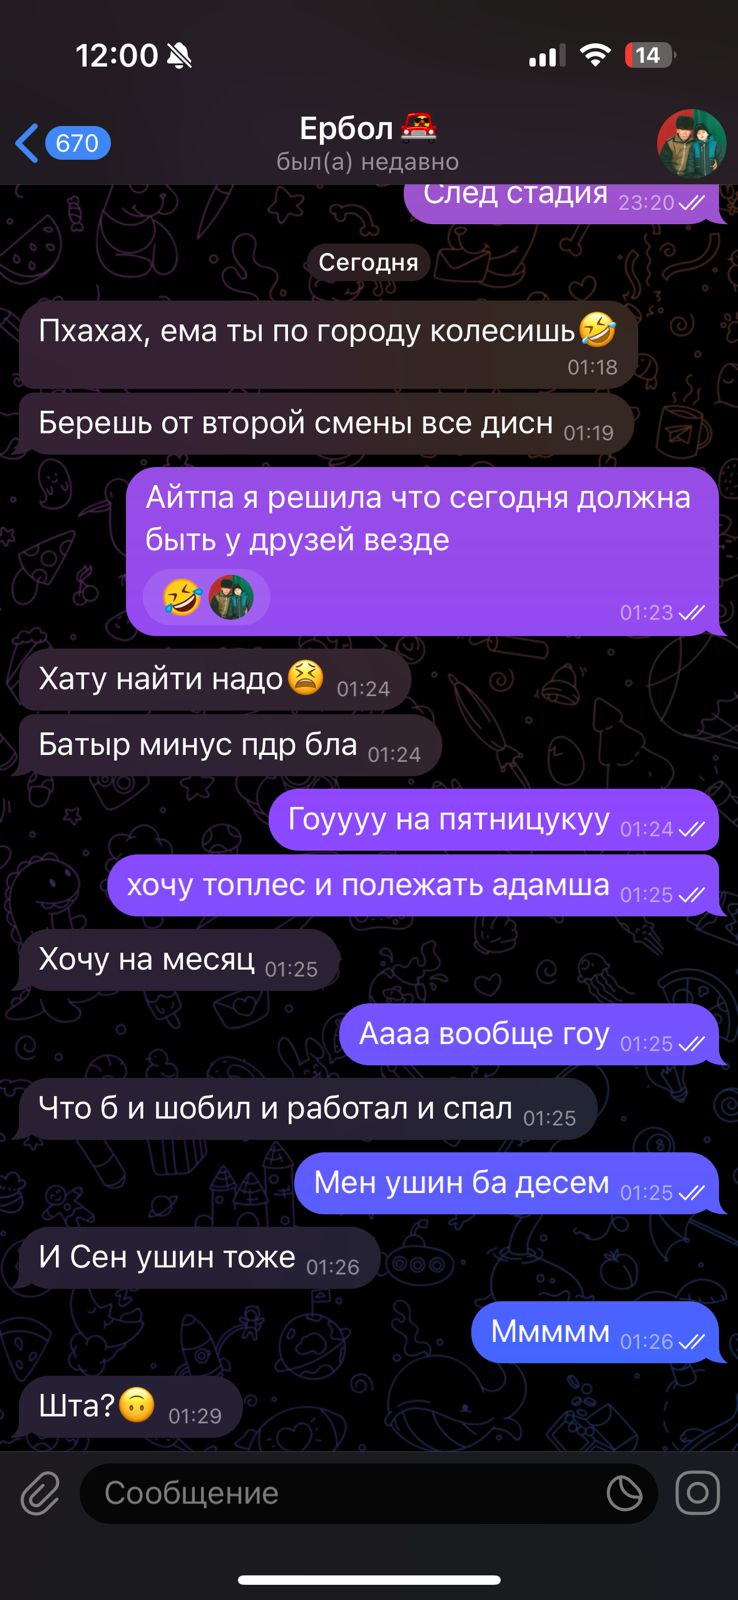 12:00
14
670
Ербол
был(а) недавно
След стадия 23:20
Сегодня
Пхахах, ема ты по городу колесишь🤣
01:18
Берешь от второй смены все дисн 01:19
Айтпа я решила что сегодня должна
быть у друзей везде
🤣
01:23
Хату найти надо😫 01:24
Батыр минус пдр бла 01:24
Гоуууу на пятницукуу 01:24
хочу топлес и полежать адамша 01:25
Хочу на месяц 01:25
Аааа вообще гоу 01:25
Что б и шобил и работал и спал 01:25
Мен ушин ба десем 01:25
И Сен ушин тоже 01:26
Ммммм 01:26
Шта?🙃 01:29
Сообщение